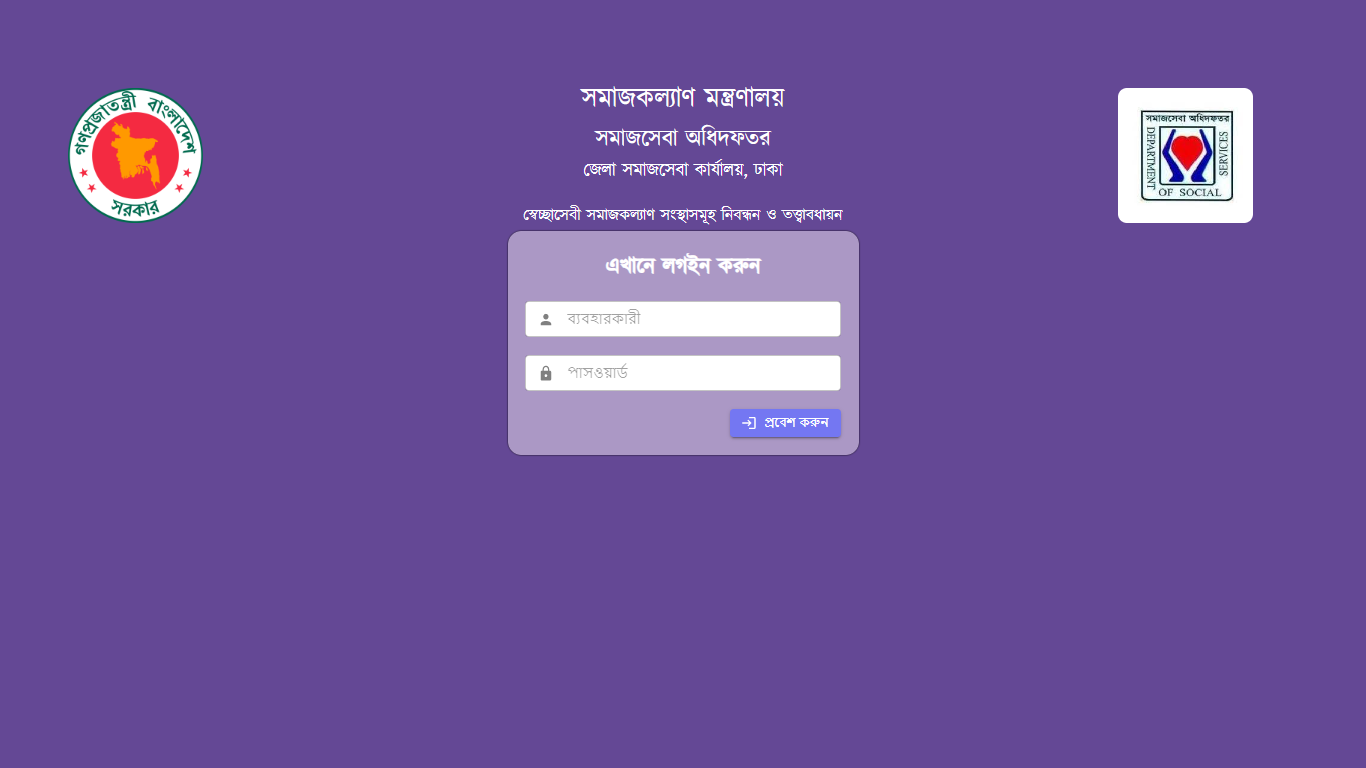 গণপ্রজাতন্ত্রী বাংলাদেশ
সরকার
সমাজকল্যাণ মন্ত্রণালয়
সমাজসেবা অধিদফতর
জেলা সমাজসেবা কার্যালয়, ঢাকা
স্বেচ্ছাসেবী সমাজকল্যাণ সংস্থাসমূহ নিবন্ধন ও তত্ত্বাবধায়ন
সমাজসেবা অধিদফতর
DEPARTMENT
OF SOCIAL
SERVICES
এখানে লগইন করুন
ব্যবহারকারী
পাসওয়ার্ড
প্রবেশ করুন